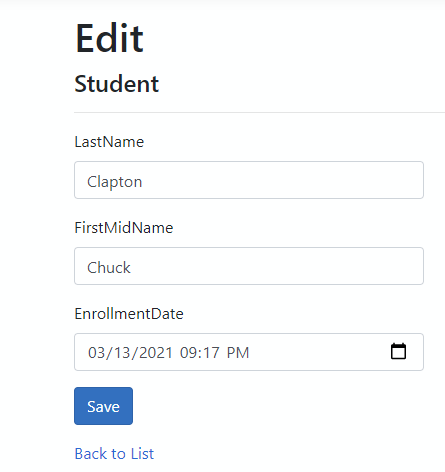 Edit
Student
LastName
Clapton
FirstMidName
Chuck
EnrollmentDate
03/13/2021 09:17 PM
Save
Back to List